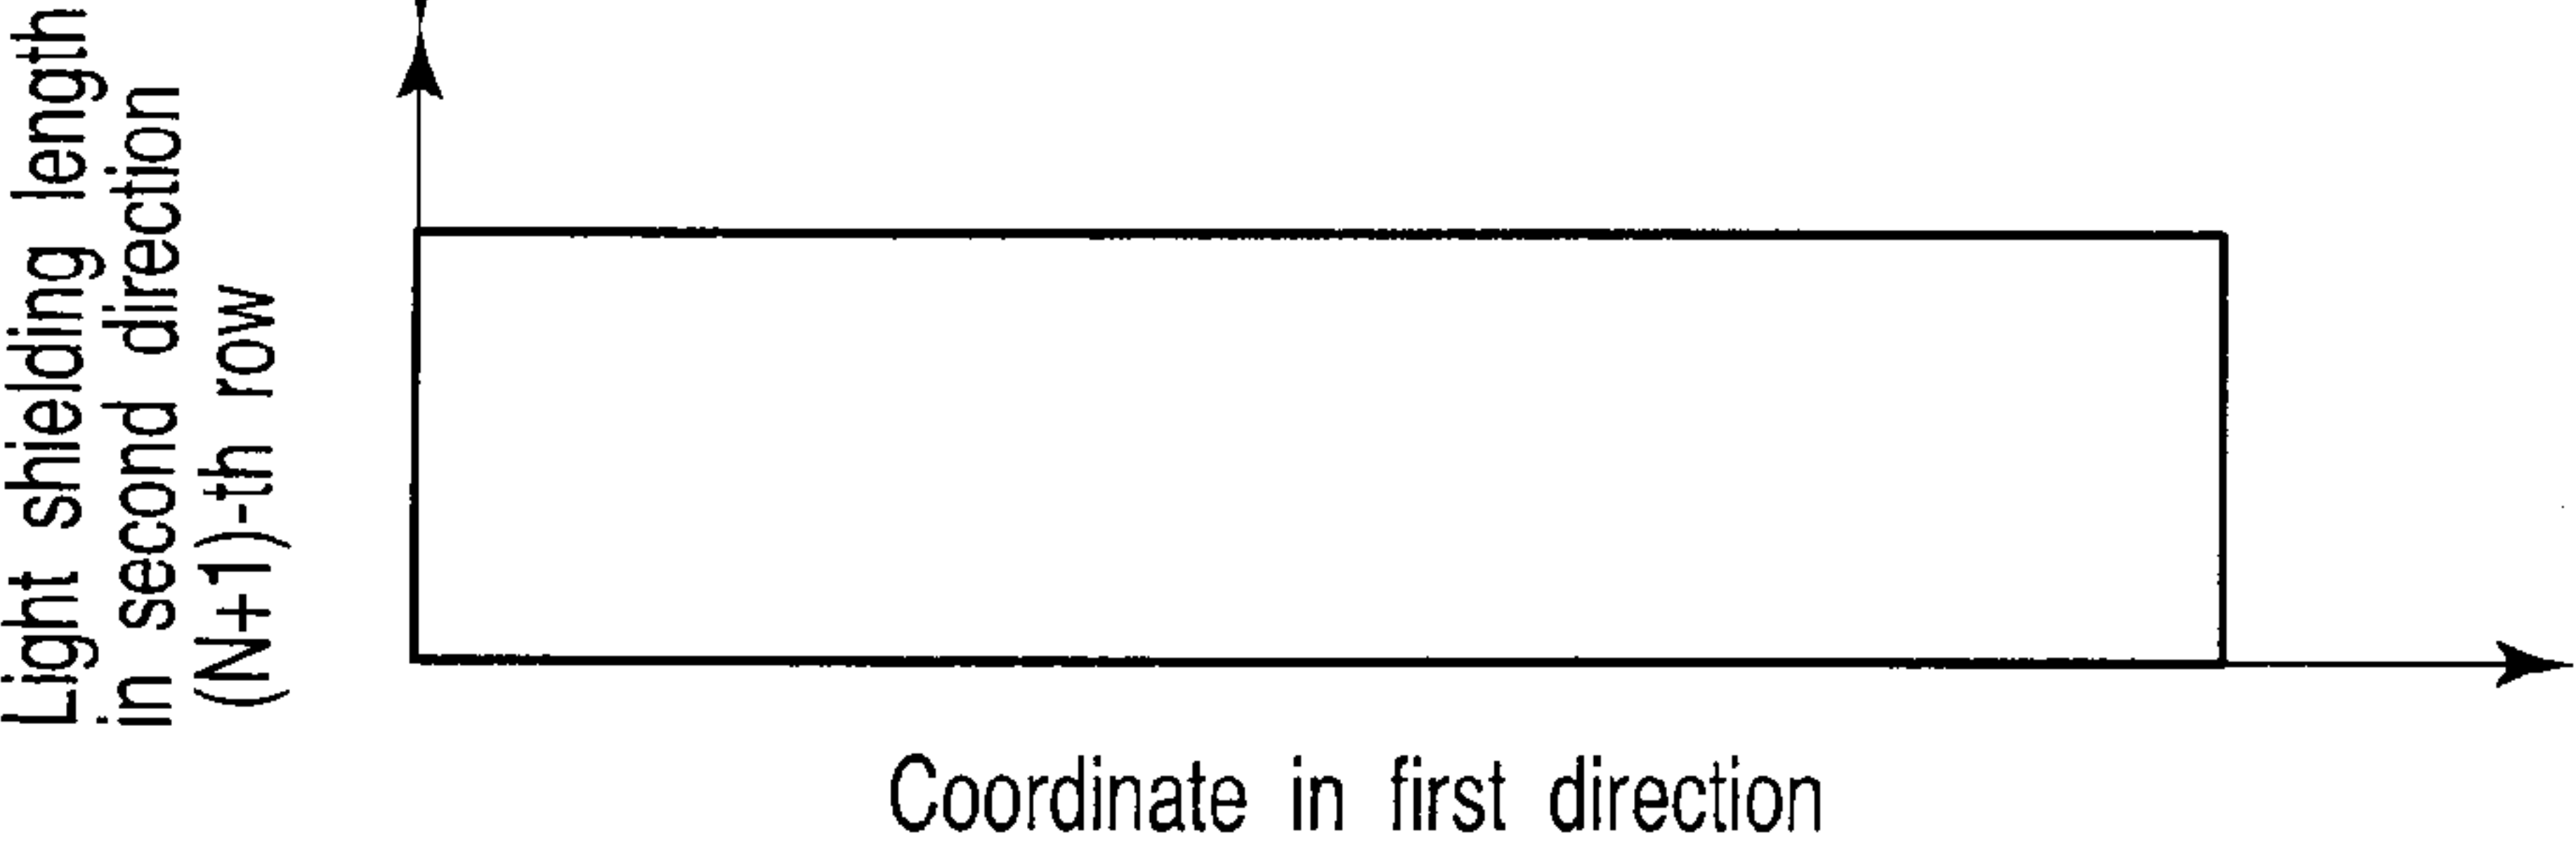 Light shielding length
in second direction
(N+1)-th row
Coordinate in first direction